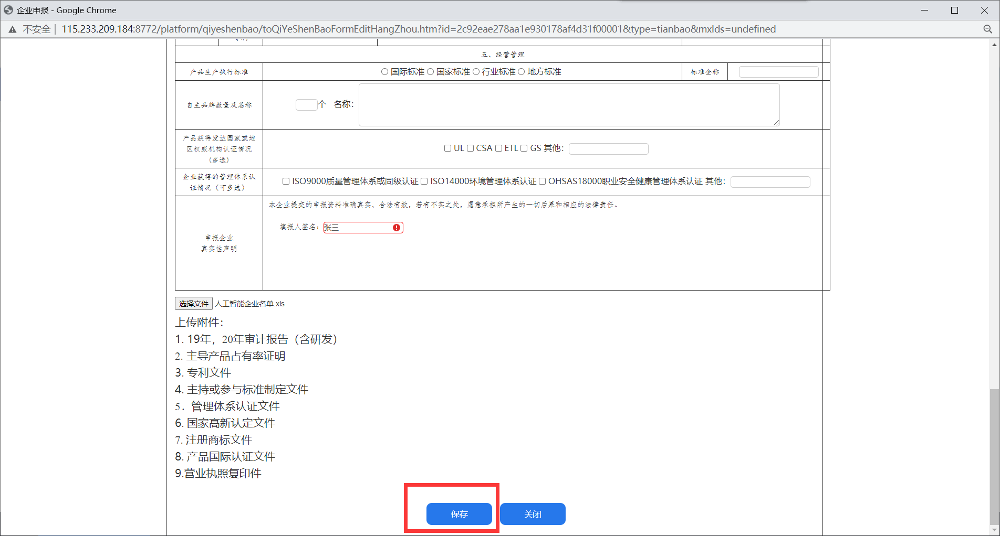 企业申报 - Google Chrome
不安全 | 115.233.209.184:8772/platform/qiyeshenbao/toQiYeShenBaoFormEditHangZhou.htm?id=2c92eae278aa1e930178af4d31f00001&type=tianbao&mxIds=undefined
五、经营管理
产品生产执行标准 国际标准 国家标准 行业标准 地方标准 标准全称
自主品牌数量及名称 个 名称：
产品获得发达国家或地
区权威机构认证情况
（多选）
UL CSA ETL GS 其他：
企业获得的管理体系认
证情况（可多选）
ISO9000质量管理体系或同级认证 ISO14000环境管理体系认证 OHSAS18000职业安全健康管理体系认证 其他：
本企业提交的申报资料准确真实、合法有效，若有不实之处，愿意承担所产生的一切后果和相应的法律责任。
填报人签名：张三
申报企业
真实性声明
选择文件 人工智能企业名单.xls
上传附件：
1. 19年，20年审计报告（含研发）
2. 主导产品占有率证明
3. 专利文件
4. 主持或参与标准制定文件
5．管理体系认证文件
6. 国家高新认定文件
7. 注册商标文件
8. 产品国际认证文件
9.营业执照复印件
保存 关闭